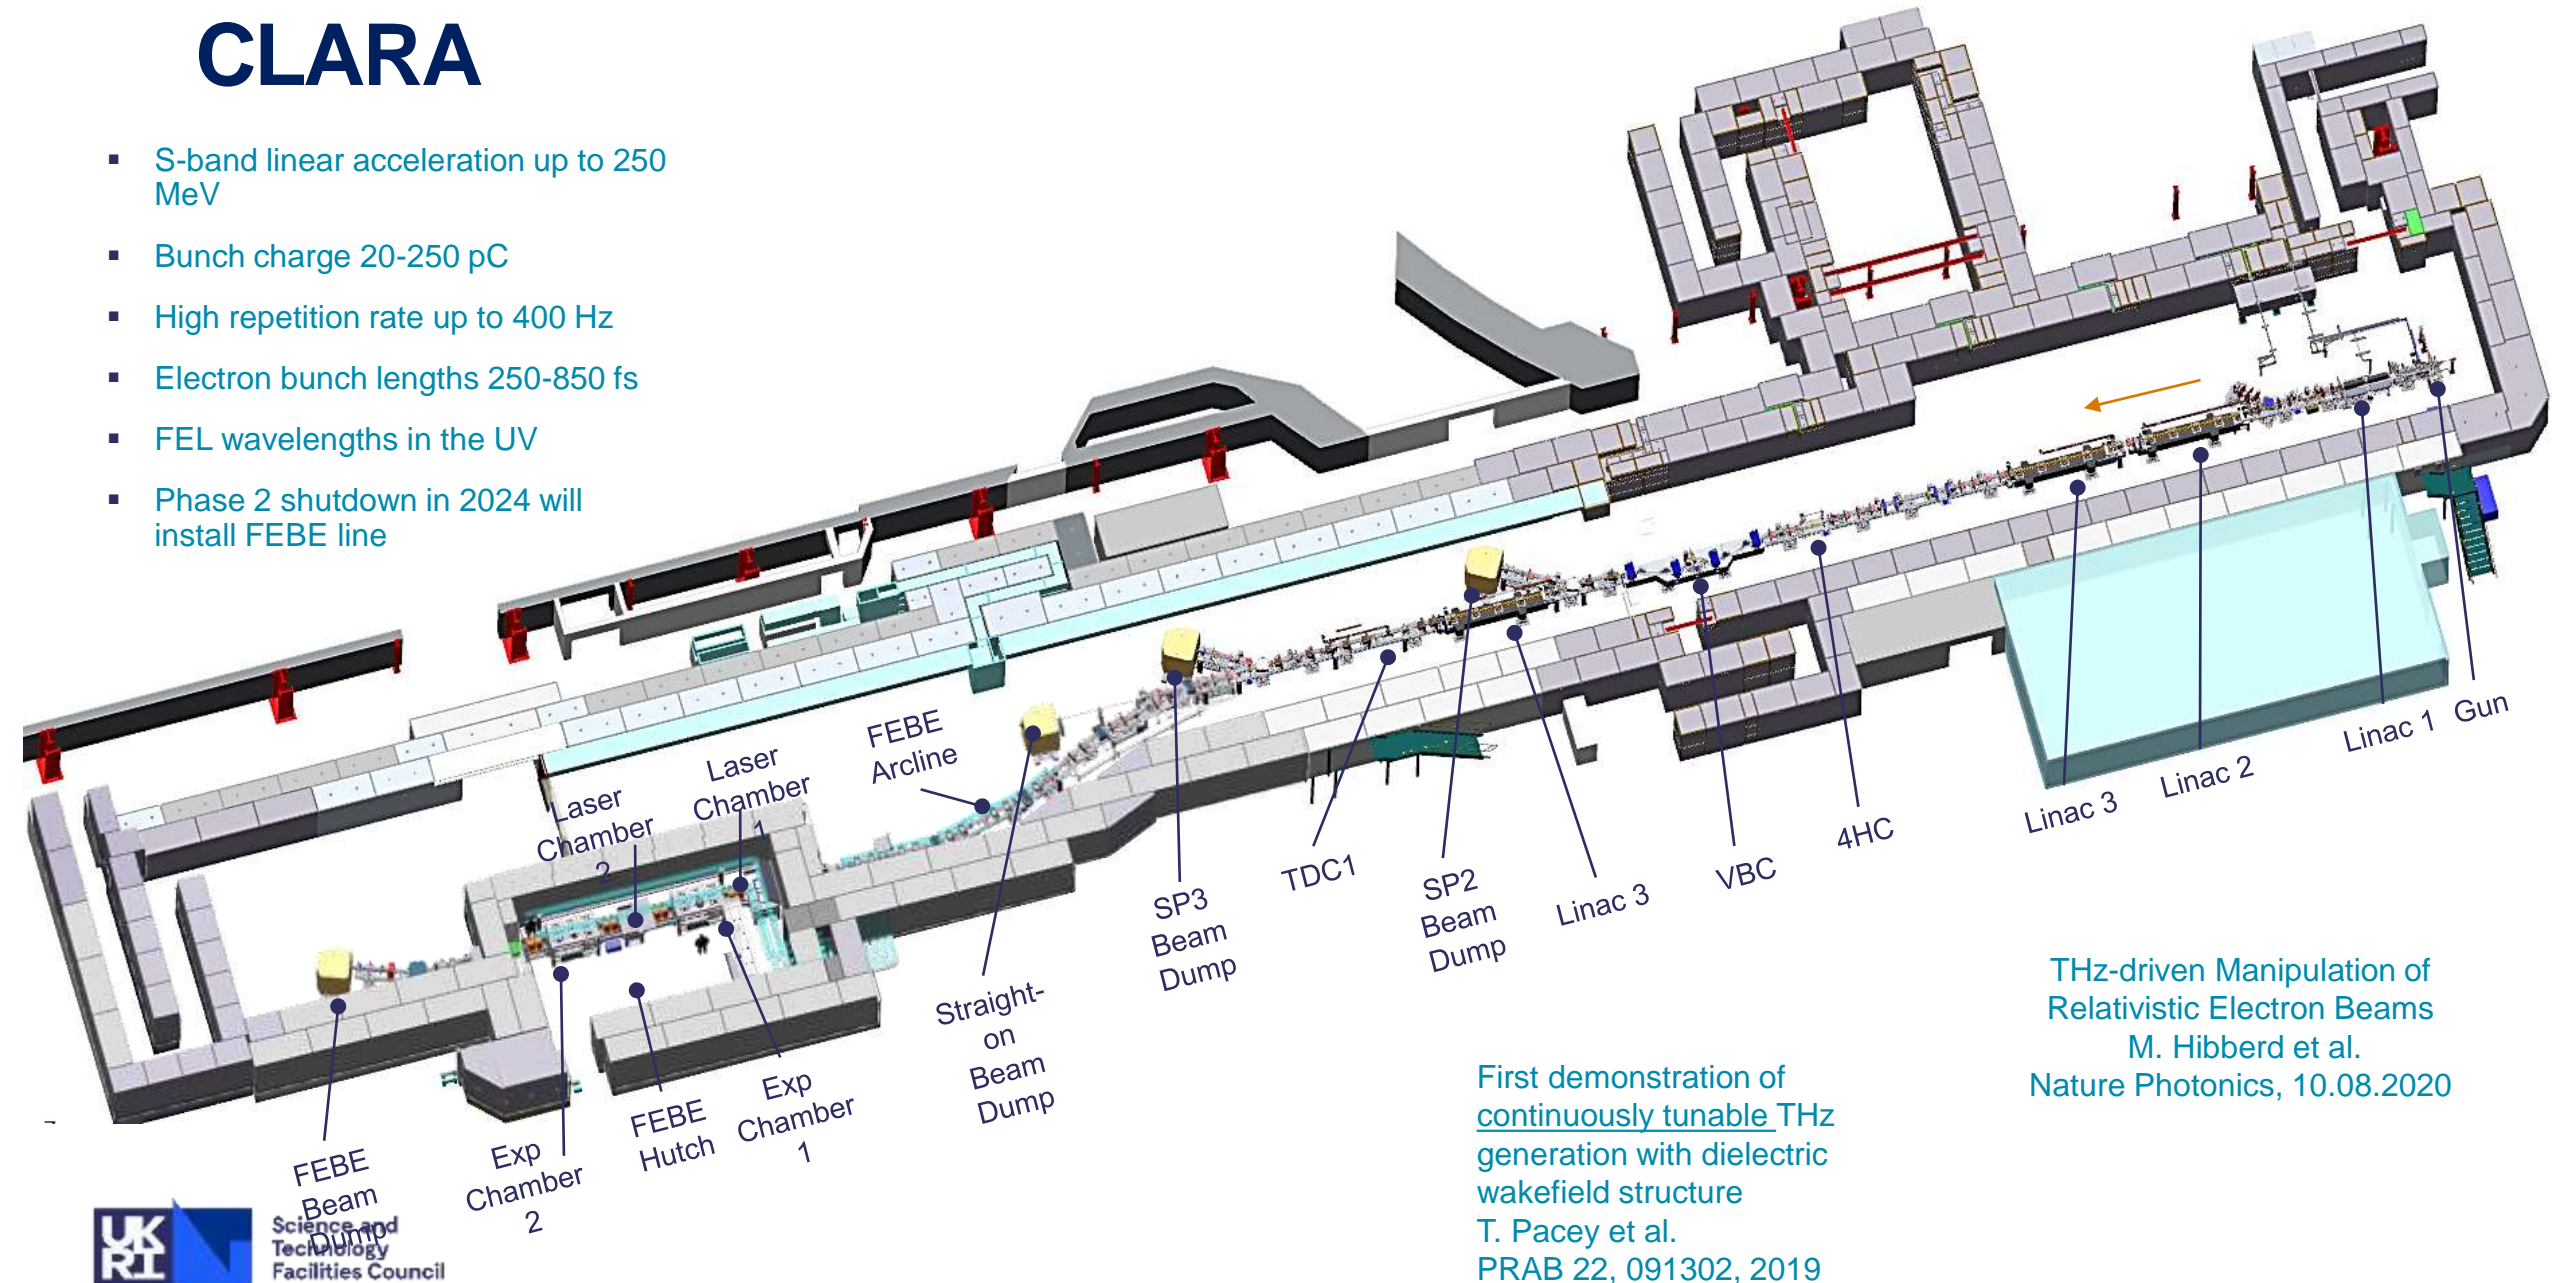 CLARA
▪ S-band linear acceleration up to 250
MeV
▪ Bunch charge 20-250 pC
▪ High repetition rate up to 400 Hz
▪ Electron bunch lengths 250-850 fs
▪ FEL wavelengths in the UV
▪ Phase 2 shutdown in 2024 will
install FEBE line
Laser
Chamber
2
Laser
Chamber
1
FEBE
Arcline
FEBE
Beam
Dump
Exp
Chamber
2
FEBE
Hutch
Exp
Chamber
1
Straight-
on
Beam
Dump
SP3
Beam
Dump
TDC1
SP2
Beam
Dump
Linac 3
VBC
4HC
Linac 3
Linac 2
Linac 1
Gun
THz-driven Manipulation of
Relativistic Electron Beams
M. Hibberd et al.
Nature Photonics, 10.08.2020
First demonstration of
continuously tunable THz
generation with dielectric
wakefield structure
T. Pacey et al.
PRAB 22, 091302, 2019
UK
RI
Science and
Technology
Facilities Council